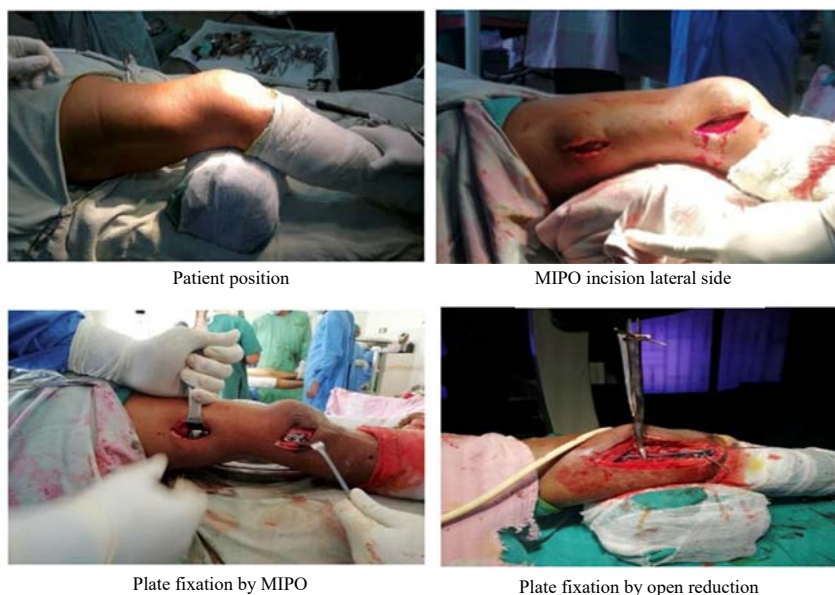 Patient position
MIPO incision lateral side
Plate fixation by MIPO
Plate fixation by open reduction